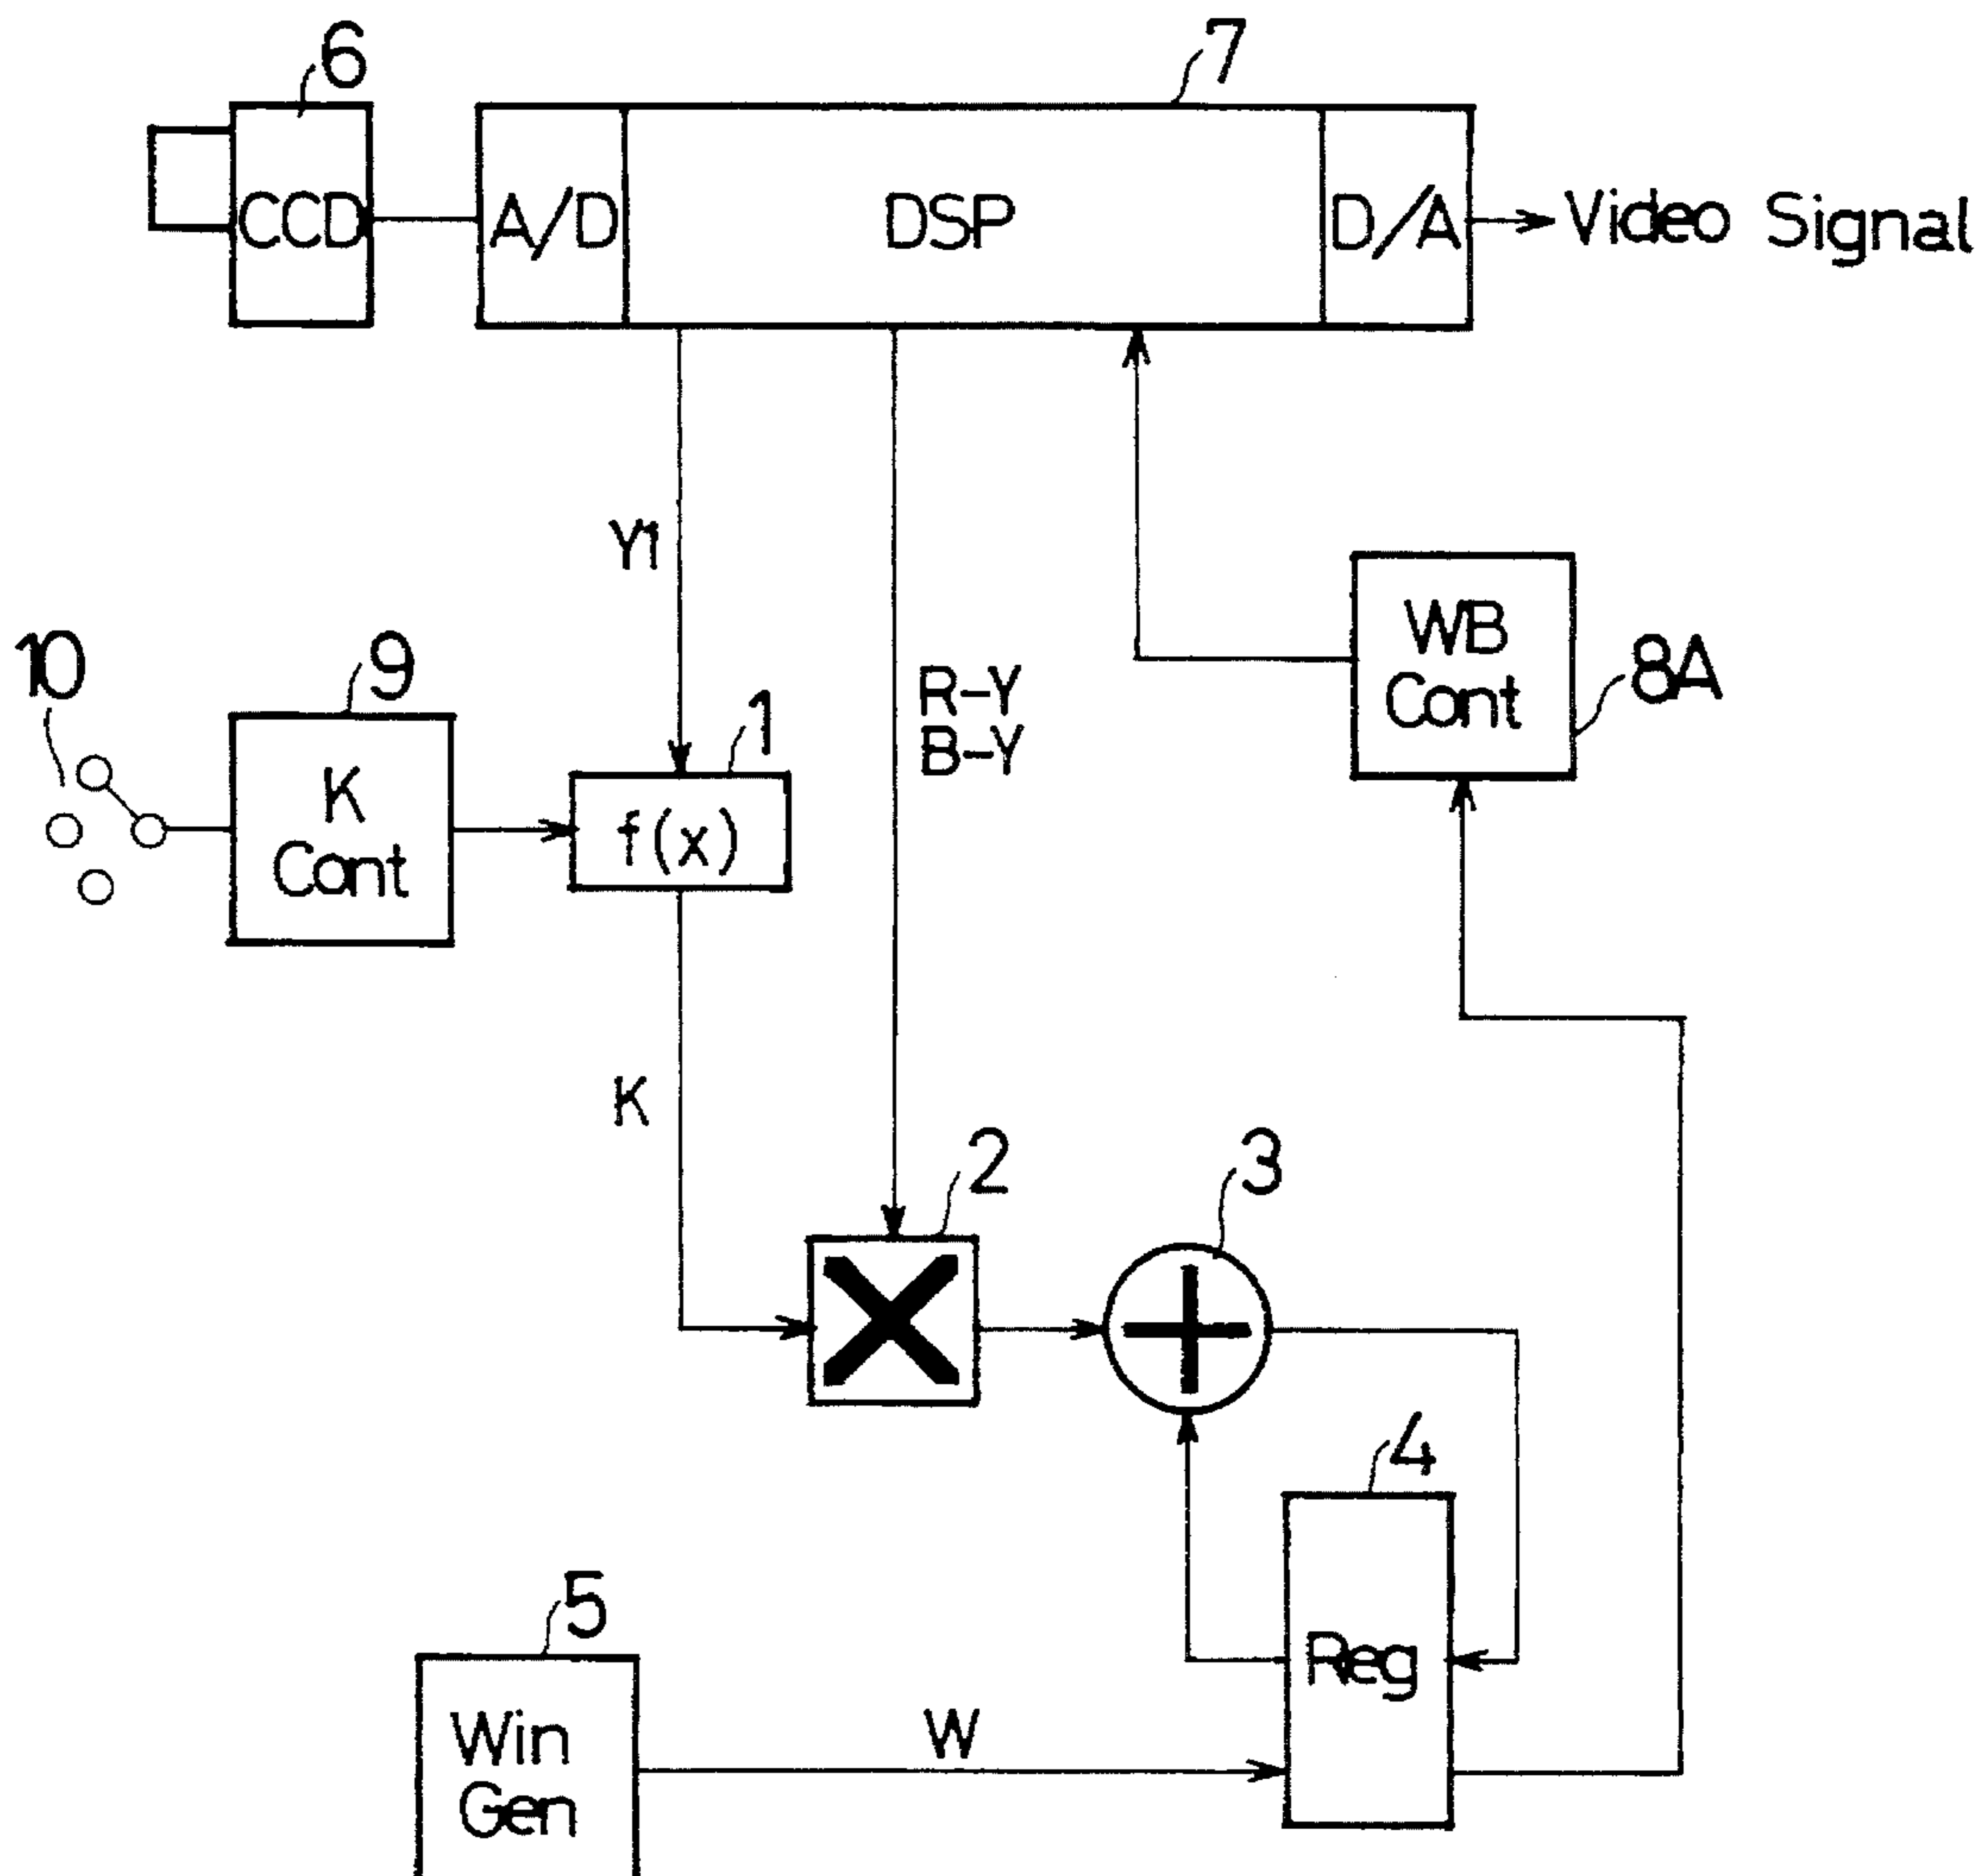 6
7
CCD
A/D
DSP
D/A
Video Signal
Y1
10
9
1
R-Y
B-Y
WB
Cont
8A
K
Cont
f(x)
K
2
3
4
5
Reg
Win
Gen
W